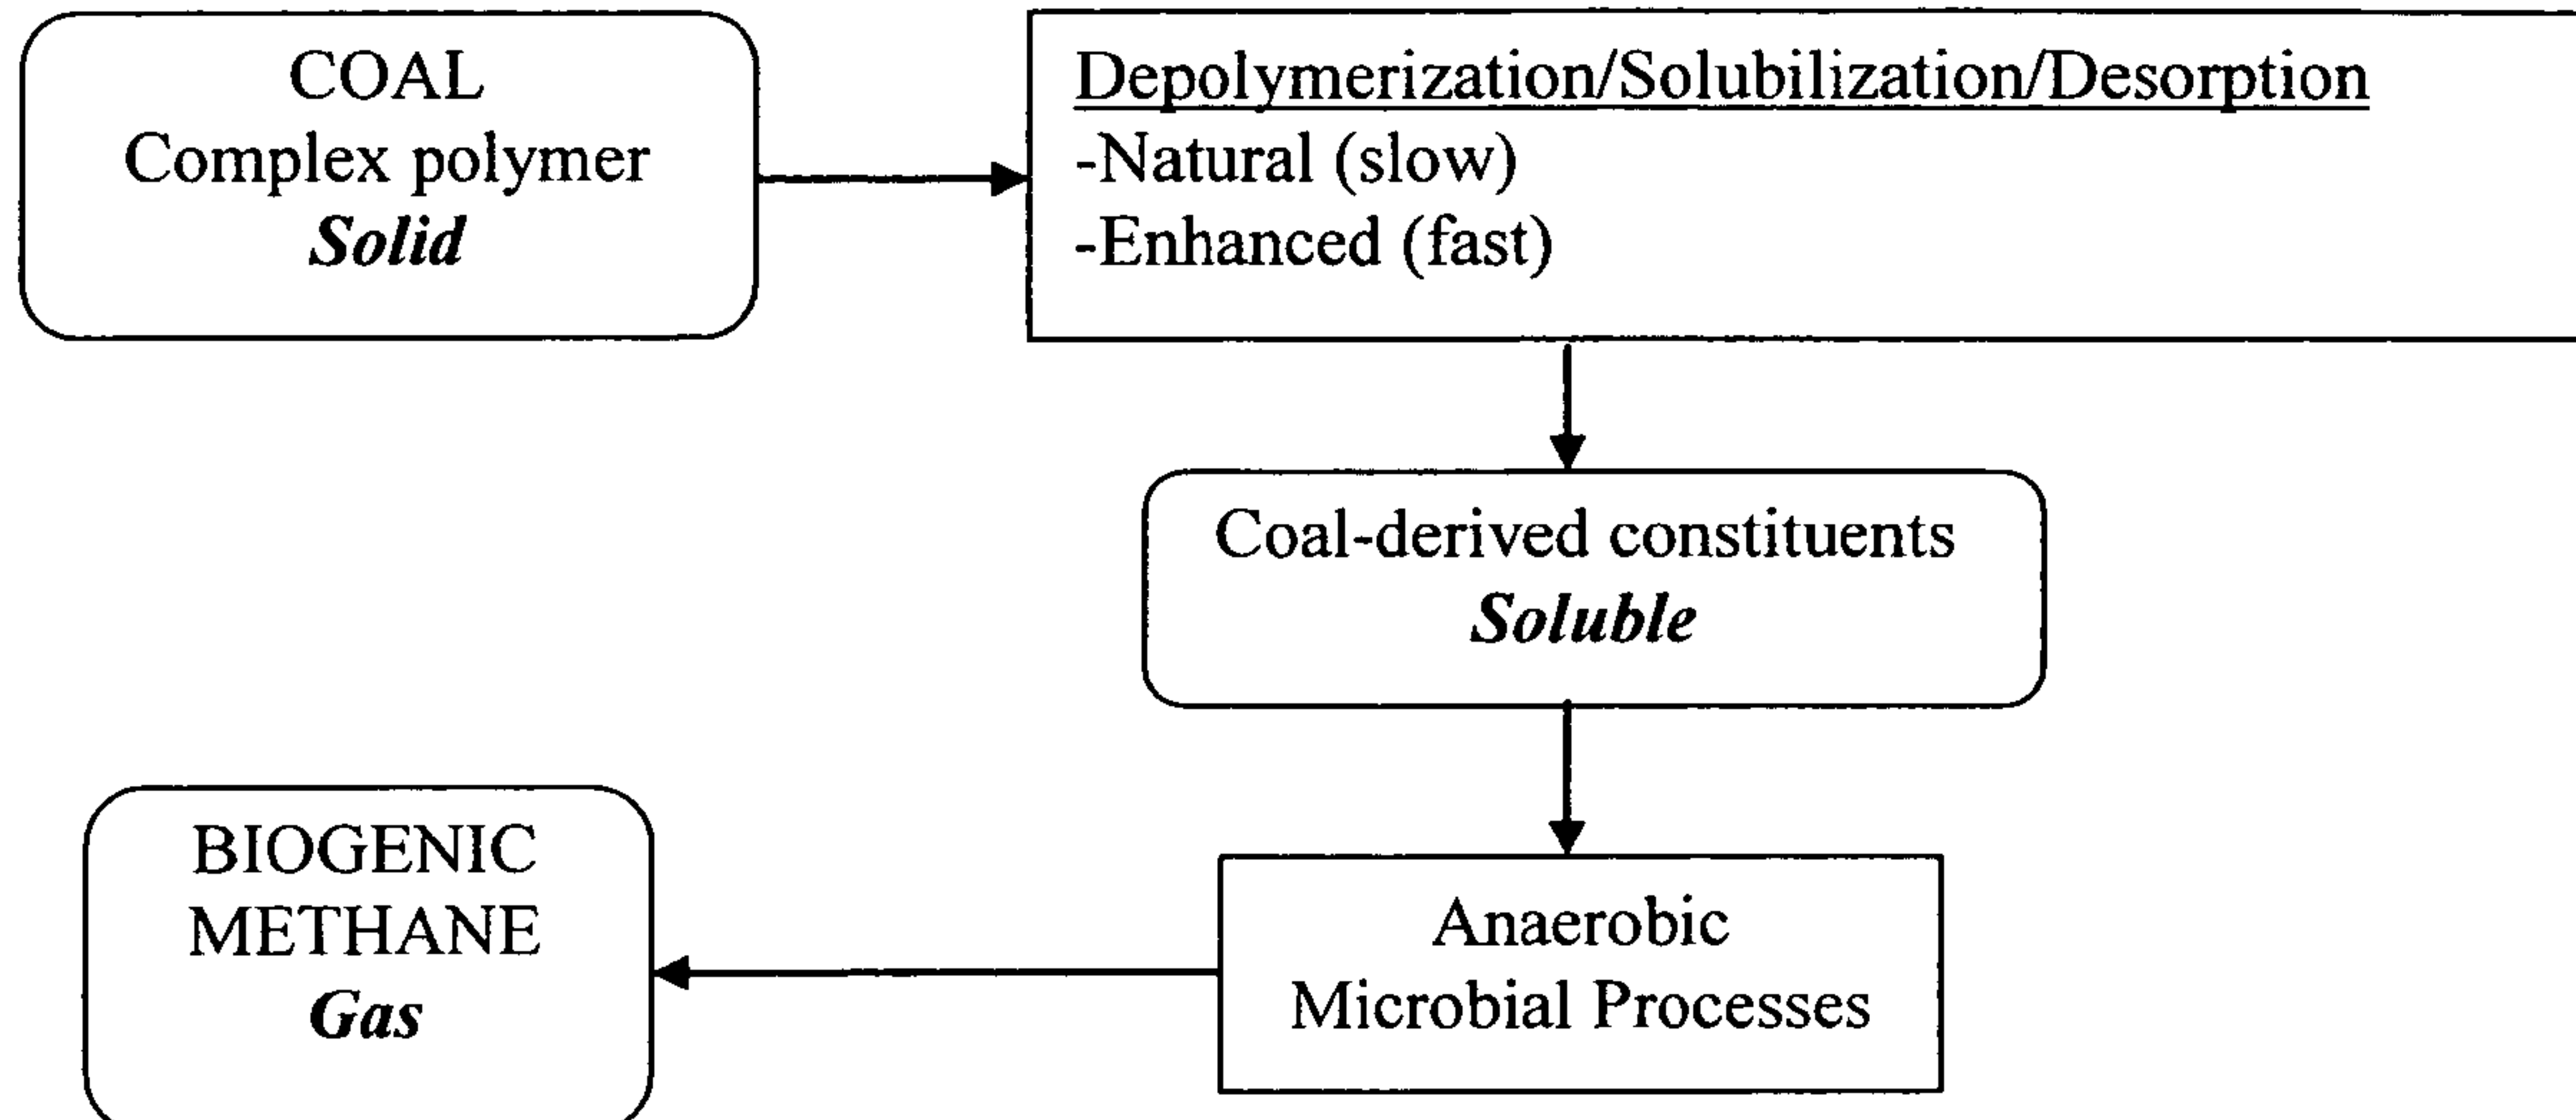 COAL
Complex polymer
Solid
Depolymerization/Solubilization/Desorption
-Natural (slow)
-Enhanced (fast)
Coal-derived constituents
Soluble
Anaerobic
Microbial Processes
BIOGENIC
METHANE
Gas